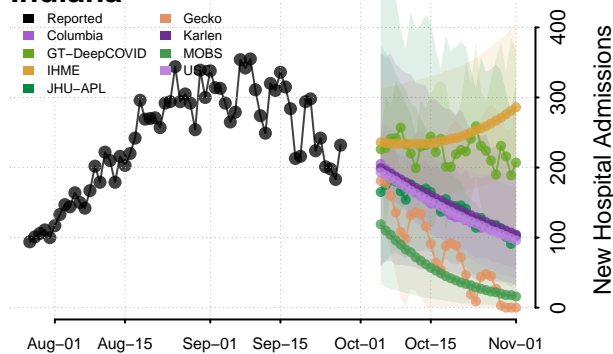 Indiana
Reported
Columbia
GT–DeepCOVID
IHME
JHU–APL
Gecko
Karlen
MOBS
USC
400
300
200
100
0
New Hospital Admissions
Aug–01 Aug–15 Sep–01 Sep–15 Oct–01 Oct–15 Nov–01